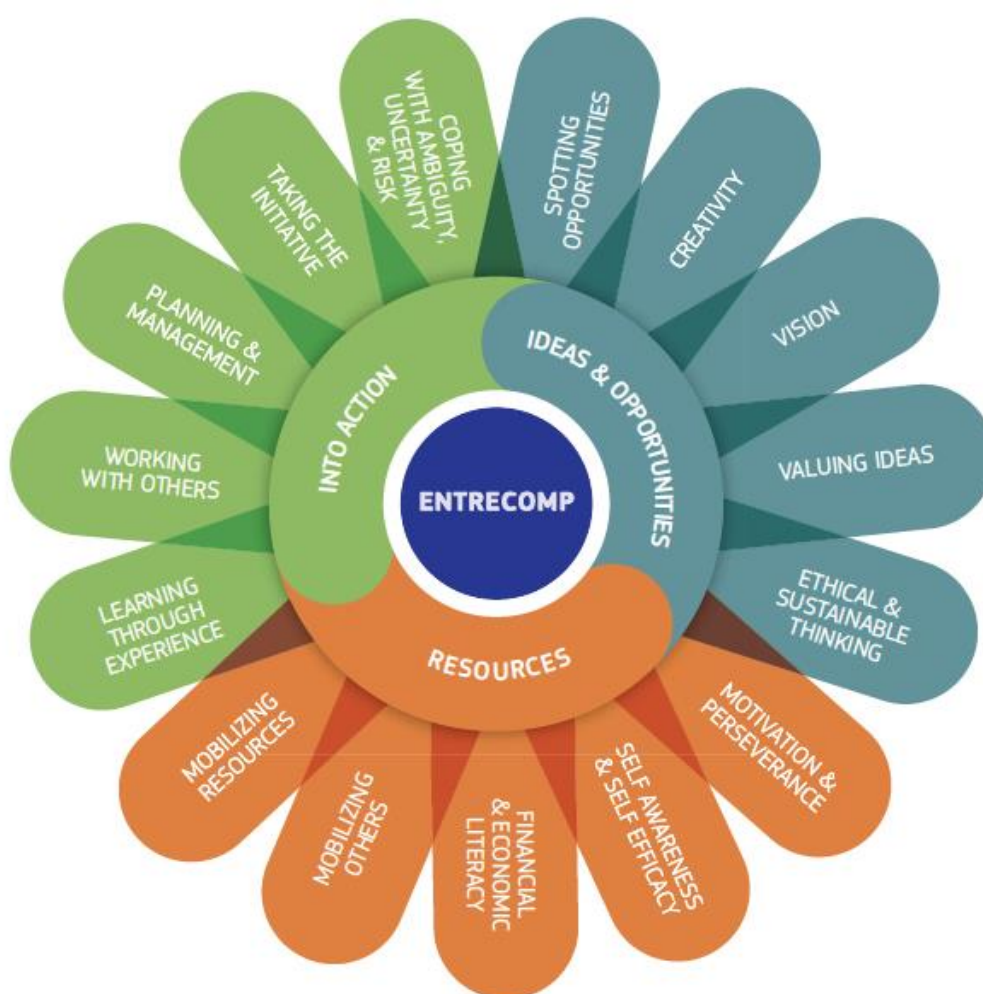 ENTRECOMP
IDEAS & OPPORTUNITIES
SPOTTING
OPPORTUNITIES
CREATIVITY
VISION
VALUING IDEAS
ETHICAL &
SUSTAINABLE
THINKING
RESOURCES
MOTIVATION &
PERSEVERANCE
SELF AWARENESS
& SELF EFFICACY
FINANCIAL
& ECONOMIC
LITERACY
MOBILIZING
OTHERS
MOBILIZING
RESOURCES
INTO ACTION
LEARNING
THROUGH
EXPERIENCE
WORKING
WITH OTHERS
PLANNING &
MANAGEMENT
TAKING THE
INITIATIVE
COPING
WITH AMBIGUITY,
UNCERTAINTY
& RISK